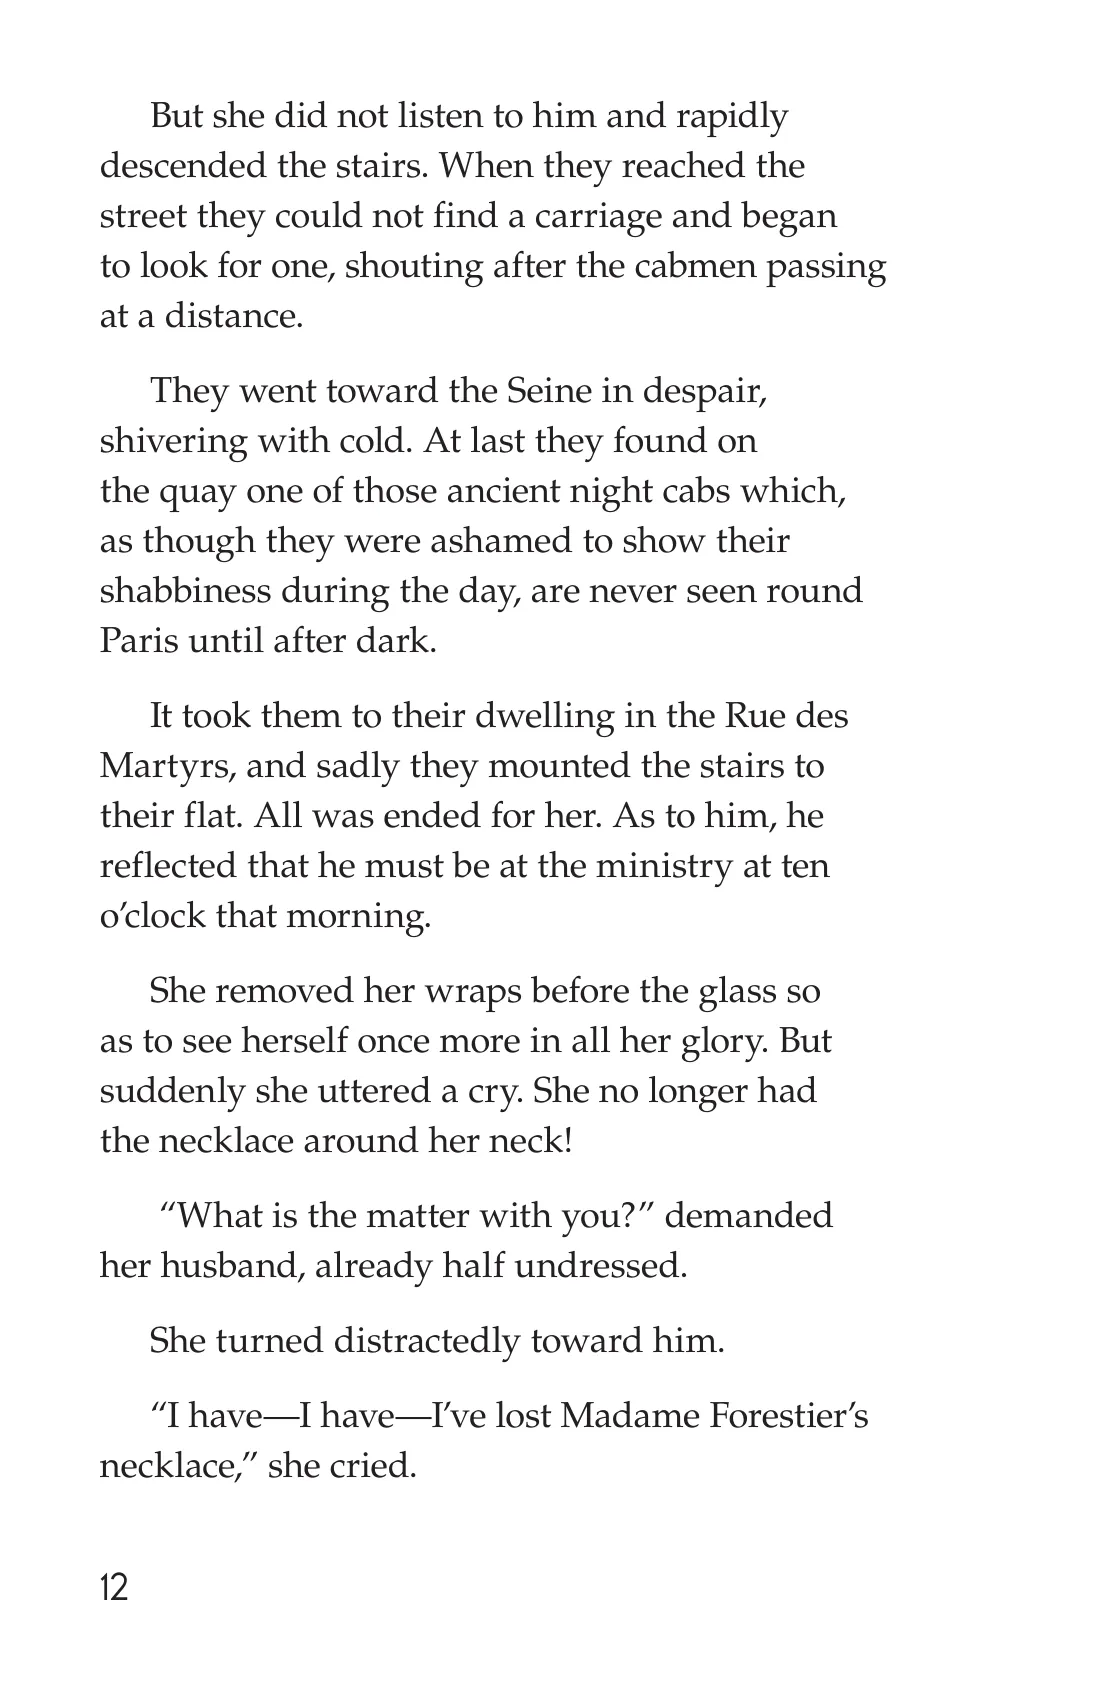 But she did not listen to him and rapidly
descended the stairs. When they reached the
street they could not find a carriage and began
to look for one, shouting after the cabmen passing
at a distance.
They went toward the Seine in despair,
shivering with cold. At last they found on
the quay one of those ancient night cabs which,
as though they were ashamed to show their
shabbiness during the day, are never seen round
Paris until after dark.
It took them to their dwelling in the Rue des
Martyrs, and sadly they mounted the stairs to
their flat. All was ended for her. As to him, he
reflected that he must be at the ministry at ten
o’clock that morning.
She removed her wraps before the glass so
as to see herself once more in all her glory. But
suddenly she uttered a cry. She no longer had
the necklace around her neck!
“What is the matter with you?” demanded
her husband, already half undressed.
She turned distractedly toward him.
“I have—I have—I’ve lost Madame Forestier’s
necklace,” she cried.
12